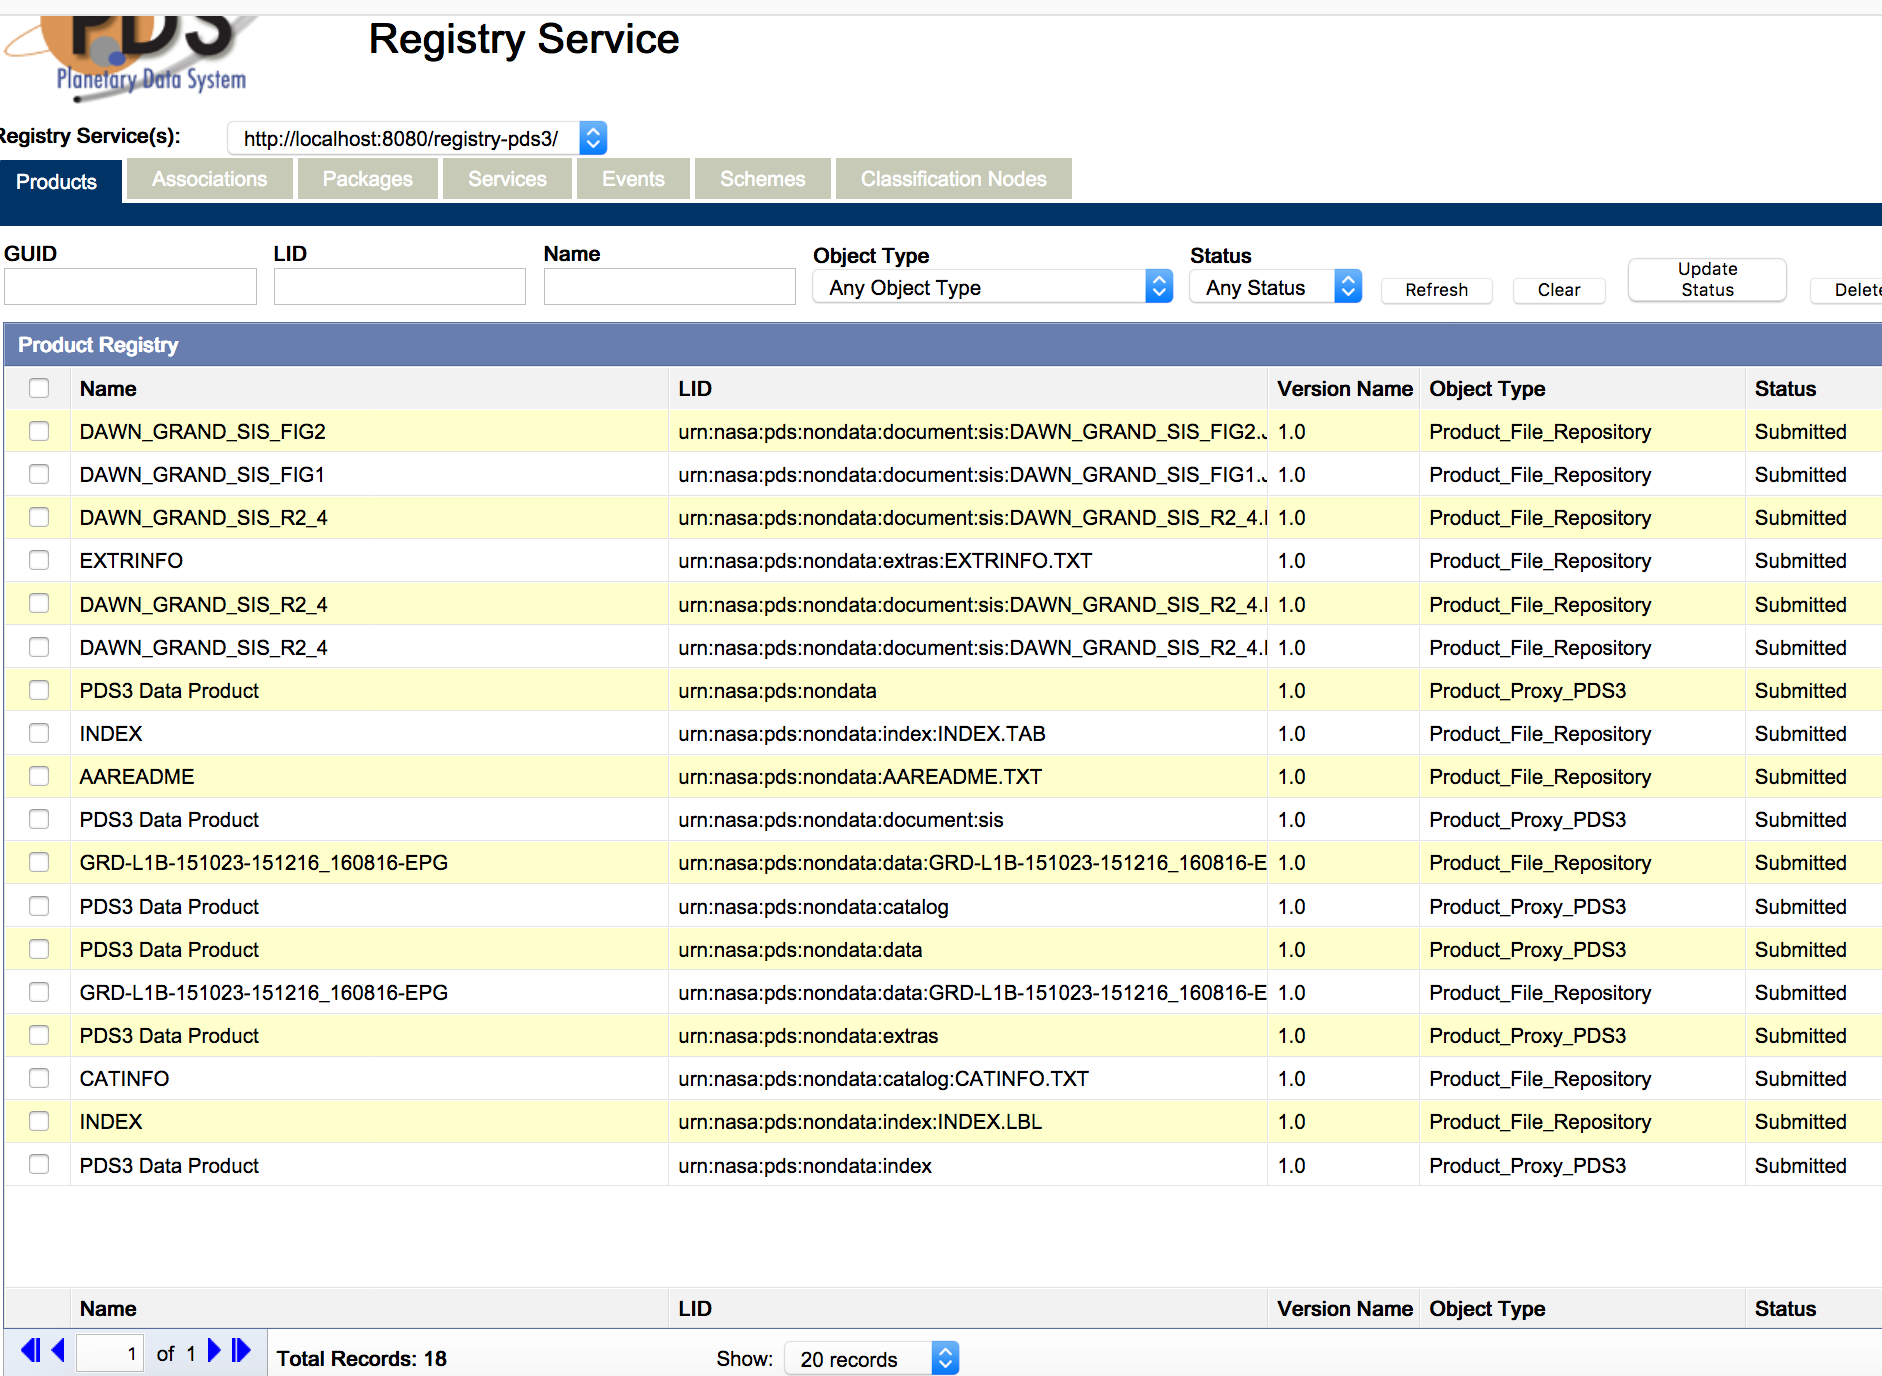 PDS
Planetary Data System
Registry Service
Registry Service(s): http://localhost:8080/registry-pds3/
Products Associations Packages Services Events Schemes Classification Nodes
GUID LID Name Object Type Status
Any Object Type Any Status Refresh Clear Update Status Delete
Product Registry
Name LID Version Name Object Type Status
DAWN_GRAND_SIS_FIG2 urn:nasa:pds:nondata:document:sis:DAWN_GRAND_SIS_FIG2. 1.0 Product_File_Repository Submitted
DAWN_GRAND_SIS_FIG1 urn:nasa:pds:nondata:document:sis:DAWN_GRAND_SIS_FIG1. 1.0 Product_File_Repository Submitted
DAWN_GRAND_SIS_R2_4 urn:nasa:pds:nondata:document:sis:DAWN_GRAND_SIS_R2_4. 1.0 Product_File_Repository Submitted
EXTRINFO urn:nasa:pds:nondata:extras:EXTRINFO.TXT 1.0 Product_File_Repository Submitted
DAWN_GRAND_SIS_R2_4 urn:nasa:pds:nondata:document:sis:DAWN_GRAND_SIS_R2_4. 1.0 Product_File_Repository Submitted
DAWN_GRAND_SIS_R2_4 urn:nasa:pds:nondata:document:sis:DAWN_GRAND_SIS_R2_4. 1.0 Product_File_Repository Submitted
PDS3 Data Product urn:nasa:pds:nondata 1.0 Product_Proxy_PDS3 Submitted
INDEX urn:nasa:pds:nondata:index:INDEX.TAB 1.0 Product_File_Repository Submitted
AAREADME urn:nasa:pds:nondata:AAREADME.TXT 1.0 Product_File_Repository Submitted
PDS3 Data Product urn:nasa:pds:nondata:document:sis 1.0 Product_Proxy_PDS3 Submitted
GRD-L1B-151023-151216_160816-EPG urn:nasa:pds:nondata:data:GRD-L1B-151023-151216_160816-E 1.0 Product_File_Repository Submitted
PDS3 Data Product urn:nasa:pds:nondata:catalog 1.0 Product_Proxy_PDS3 Submitted
PDS3 Data Product urn:nasa:pds:nondata:data 1.0 Product_Proxy_PDS3 Submitted
GRD-L1B-151023-151216_160816-EPG urn:nasa:pds:nondata:data:GRD-L1B-151023-151216_160816-E 1.0 Product_File_Repository Submitted
PDS3 Data Product urn:nasa:pds:nondata:extras 1.0 Product_Proxy_PDS3 Submitted
CATINFO urn:nasa:pds:nondata:catalog:CATINFO.TXT 1.0 Product_File_Repository Submitted
INDEX urn:nasa:pds:nondata:index:INDEX.LBL 1.0 Product_File_Repository Submitted
PDS3 Data Product urn:nasa:pds:nondata:index 1.0 Product_Proxy_PDS3 Submitted
Name LID Version Name Object Type Status
1 of 1 Total Records: 18 Show: 20 records